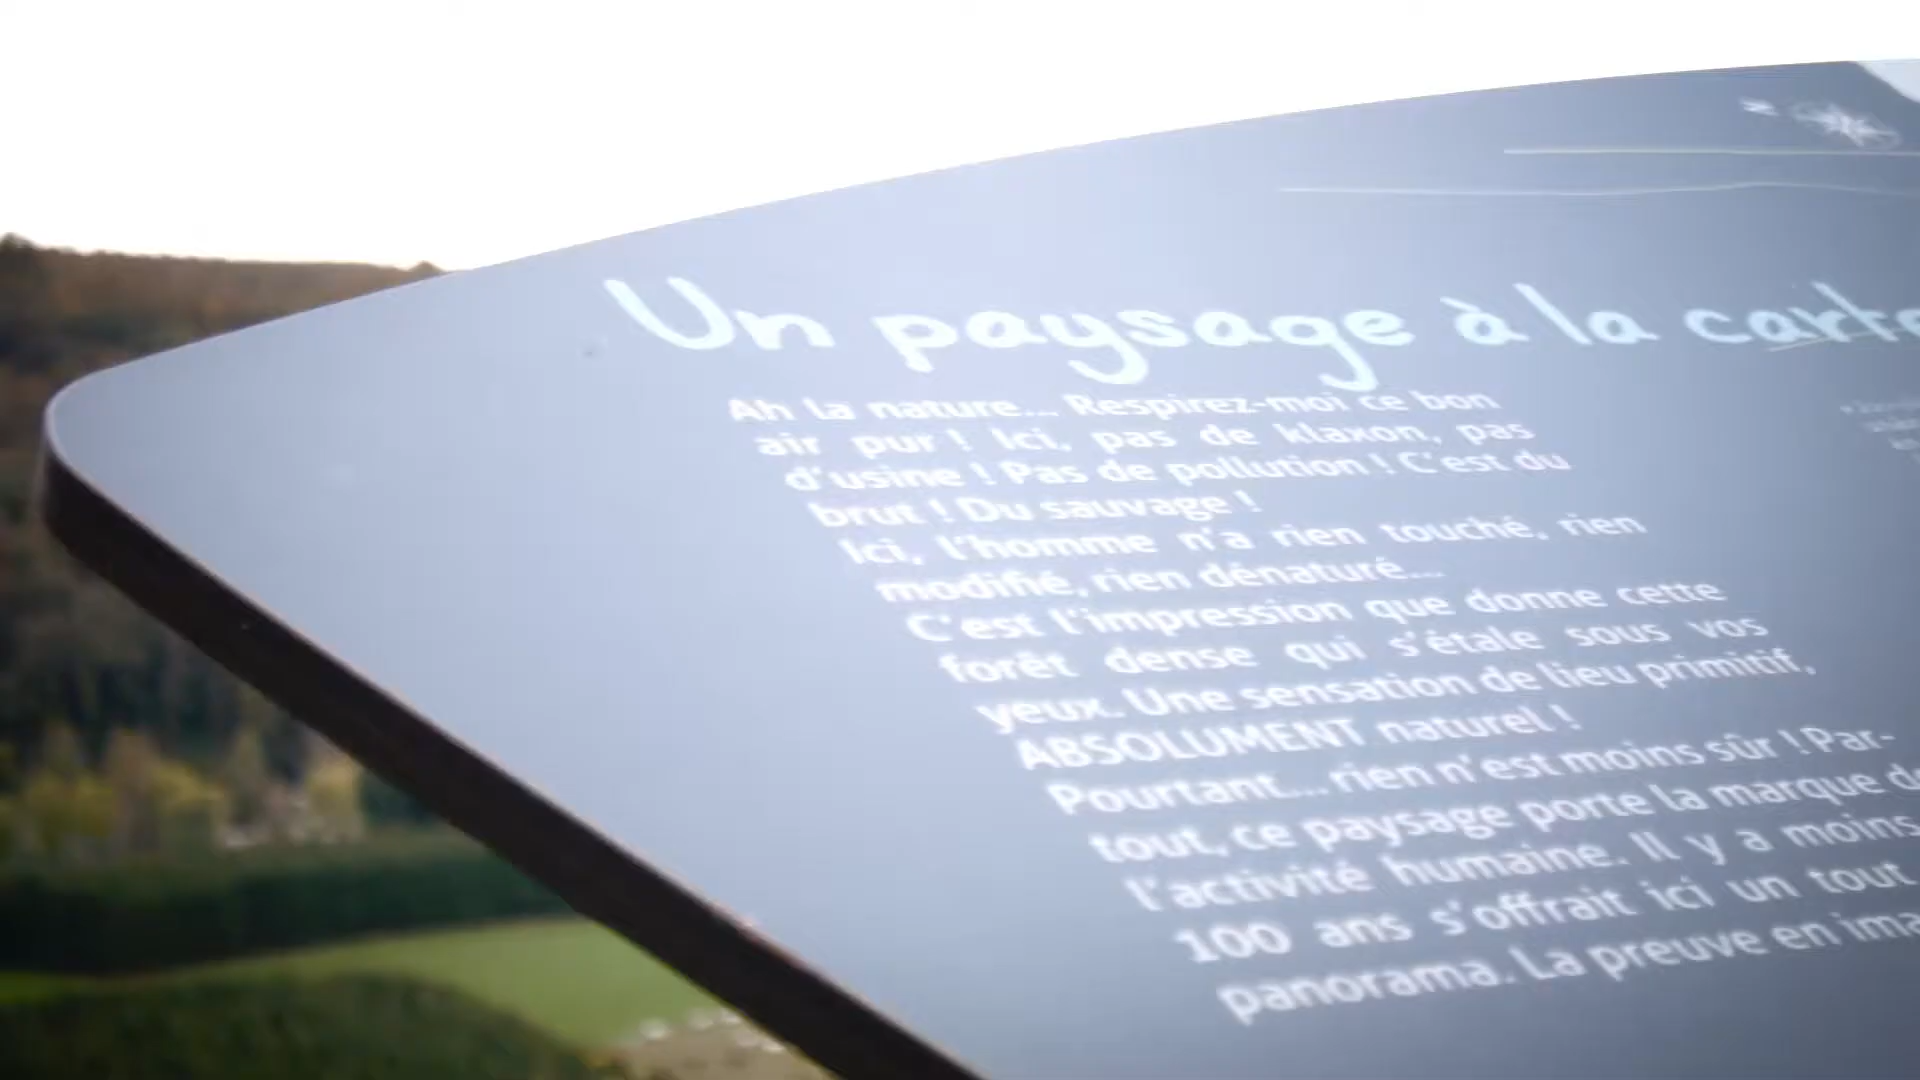 Un paysage à la carte
Ah la nature... Respirez-moi ce bon
air pur ! Ici, pas de klaxon, pas
d'usine ! Pas de pollution ! C'est du
brut ! Du sauvage !
Ici, l'homme n'a rien touché, rien
modifié, rien dénaturé...
C'est l'impression que donne cette
forêt dense qui s'étale sous vos
yeux. Une sensation de lieu primitif,
ABSOLUMENT naturel !
Pourtant... rien n'est moins sûr ! Par-
tout, ce paysage porte la marque de
l'activité humaine. Il y a moins
100 ans s'offrait ici un tout
panorama. La preuve en ima